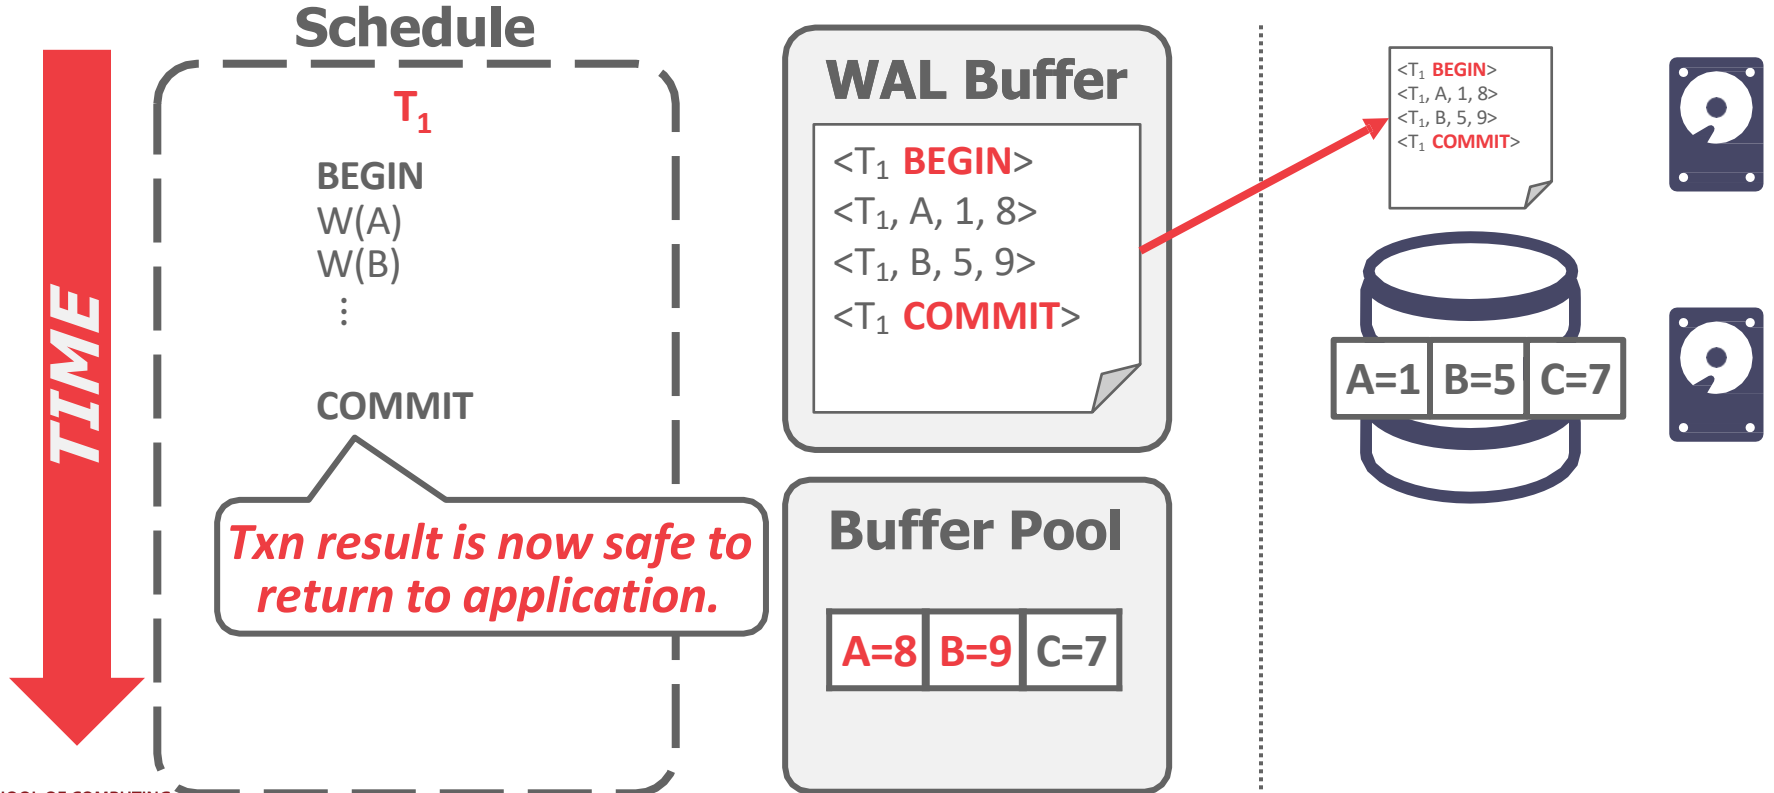 Schedule
TIME
T₁
BEGIN
W(A)
W(B)
⋮
COMMIT
Txn result is now safe to
return to application.
WAL Buffer
<T₁ BEGIN>
<T₁, A, 1, 8>
<T₁, B, 5, 9>
<T₁ COMMIT>
Buffer Pool
A=8 B=9 C=7
<T₁ BEGIN>
<T₁, A, 1, 8>
<T₁, B, 5, 9>
<T₁ COMMIT>
A=1 B=5 C=7
OF COMPUTING